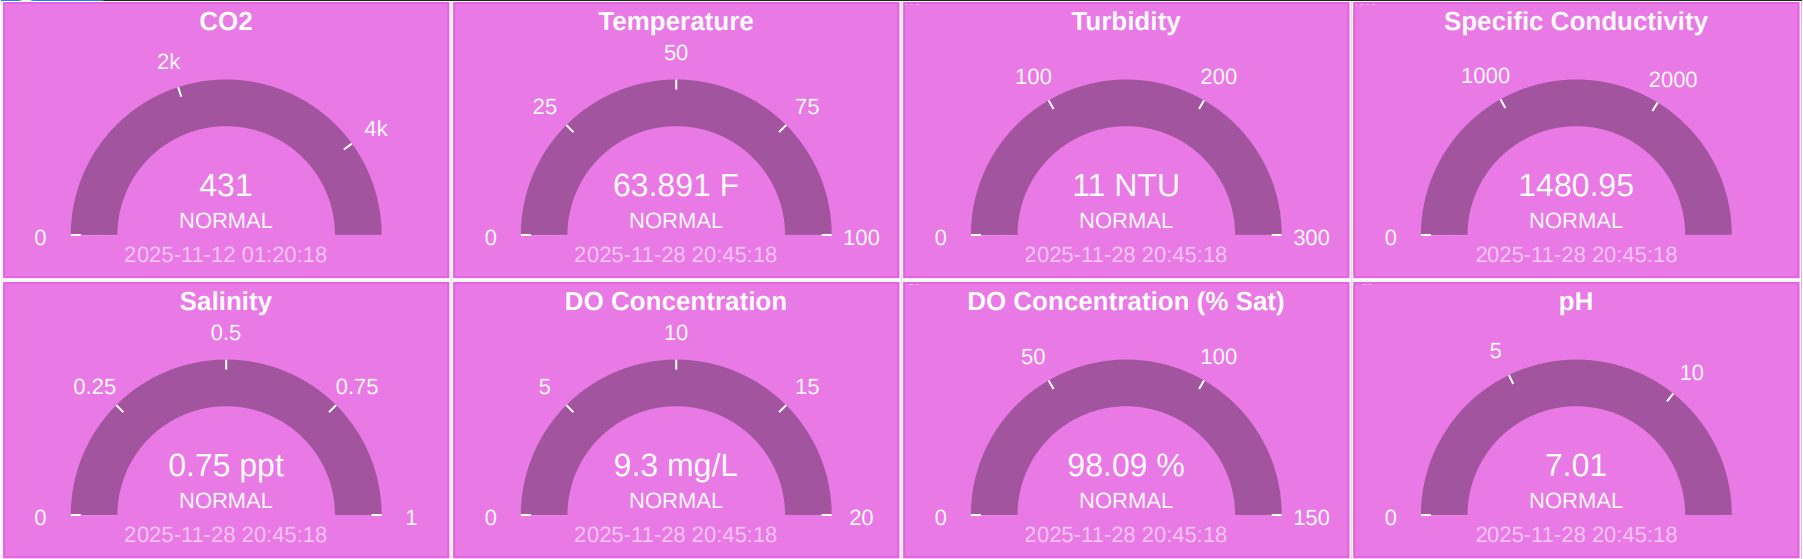 CO2
2k
4k
0
431
NORMAL
2025-11-12 01:20:18
Temperature
50
25
75
0
100
63.891 F
NORMAL
2025-11-28 20:45:18
Turbidity
100
200
0
300
11 NTU
NORMAL
2025-11-28 20:45:18
Specific Conductivity
1000
2000
0
1480.95
NORMAL
2025-11-28 20:45:18
Salinity
0.5
0.25
0.75
0
1
0.75 ppt
NORMAL
2025-11-28 20:45:18
DO Concentration
10
5
15
0
20
9.3 mg/L
NORMAL
2025-11-28 20:45:18
DO Concentration (% Sat)
50
100
0
150
98.09 %
NORMAL
2025-11-28 20:45:18
pH
5
10
0
7.01
NORMAL
2025-11-28 20:45:18